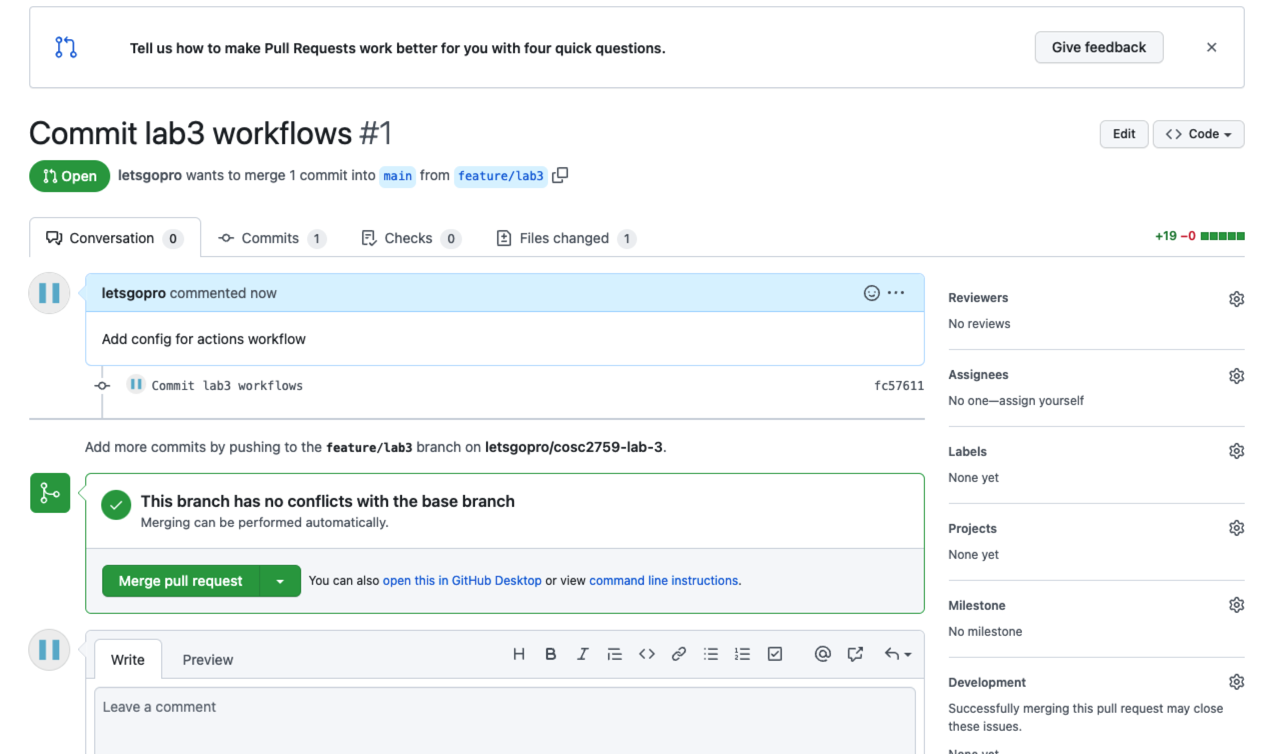 Tell us how to make Pull Requests work better for you with four quick questions.
Give feedback
Commit lab3 workflows #1
Edit
Code
Open
letsgopro wants to merge 1 commit into main from feature/lab3
Conversation 0
Commits 1
Checks 0
Files changed 1
+19 −0
letsgopro commented now
Add config for actions workflow
Commit lab3 workflows
fc57611
Add more commits by pushing to the feature/lab3 branch on letsgopro/cosc2759-lab-3.
This branch has no conflicts with the base branch
Merging can be performed automatically.
Merge pull request
You can also open this in GitHub Desktop or view command line instructions.
Write
Preview
Leave a comment
Reviewers
No reviews
Assignees
No one—assign yourself
Labels
None yet
Projects
None yet
Milestone
No milestone
Development
Successfully merging this pull request may close
these issues.
None yet